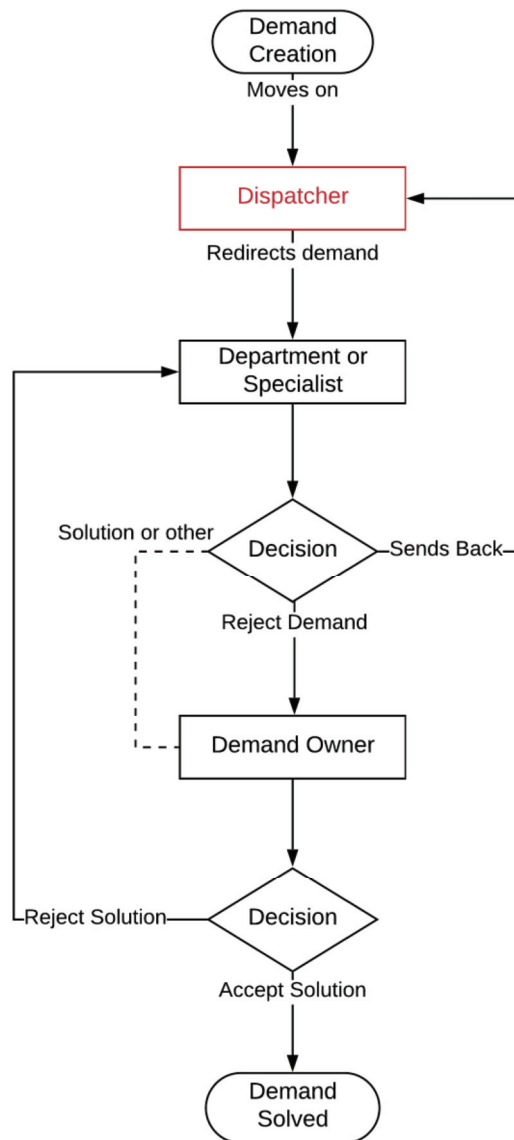 Demand
Creation
Moves on
Dispatcher
Redirects demand
Department or
Specialist
Solution or other
Decision
Sends Back
Reject Demand
Demand Owner
Reject Solution
Decision
Accept Solution
Demand
Solved